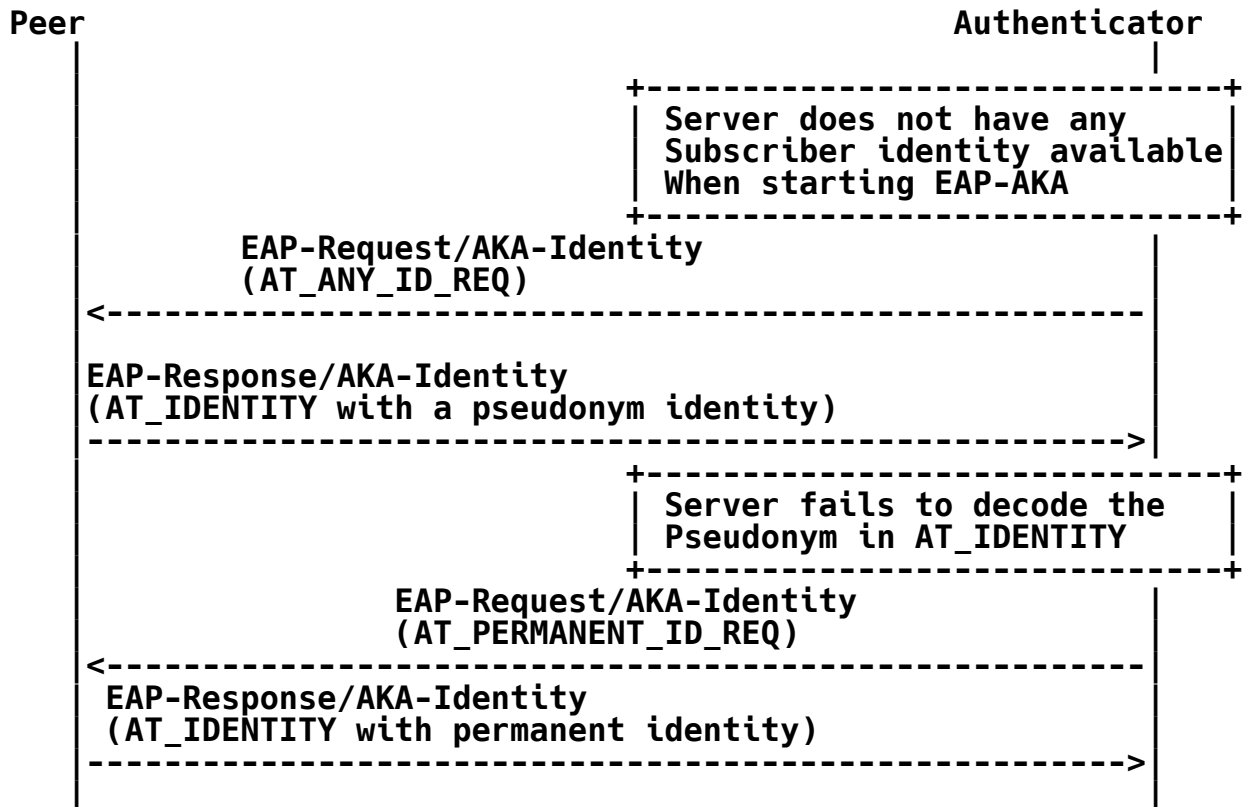 Peer Authenticator
Server does not have any
Subscriber identity available
When starting EAP-AKA
EAP-Request/AKA-Identity
(AT_ANY_ID_REQ)
EAP-Response/AKA-Identity
(AT_IDENTITY with a pseudonym identity)
Server fails to decode the
Pseudonym in AT_IDENTITY
EAP-Request/AKA-Identity
(AT_PERMANENT_ID_REQ)
EAP-Response/AKA-Identity
(AT_IDENTITY with permanent identity)